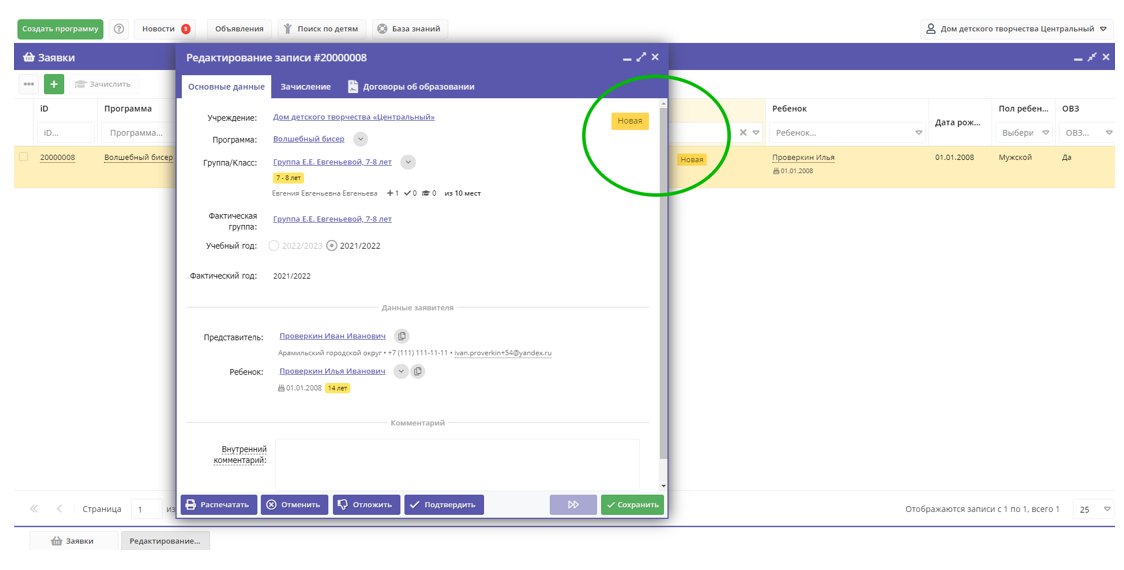 Создать программу
Новости 5
Объявления
Поиск по детям
База знаний
Дом детского творчества Центральный
Заявки
Редактирование записи #20000008
Зачислить
Основные данные
Зачисление
Договоры об образовании
iD
Программа
Ребенок
Дата рож...
Пол ребен...
ОВЗ
iD...
Программа...
Ребенок...
Выбери
ОВЗ...
20000008
Волшебный бисер
Новая
Проверкин Илья
01.01.2008
01.01.2008
Мужской
Да
Учреждение:
Дом детского творчества «Центральный»
Новая
Программа:
Волшебный бисер
Группа/Класс:
Группа Е.Е. Евгеньевой, 7-8 лет
7 - 8 лет
Евгения Евгеньевна Евгеньева 1 0 0 из 10 мест
Фактическая
группа:
Группа Е.Е. Евгеньевой, 7-8 лет
Учебный год:
2022/2023 2021/2022
Фактический год:
2021/2022
Данные заявителя
Представитель:
Проверкин Иван Иванович
Арамильский городской округ • +7 (111) 111-11-11 • ivan.proverkin+54@yandex.ru
Ребенок:
Проверкин Илья Иванович
01.01.2008 14 лет
Комментарий
Внутренний
комментарий:
Распечатать
Отменить
Отложить
Подтвердить
Сохранить
Страница 1 из
Отображаются записи с 1 по 1, всего 1
25
Заявки
Редактирование...